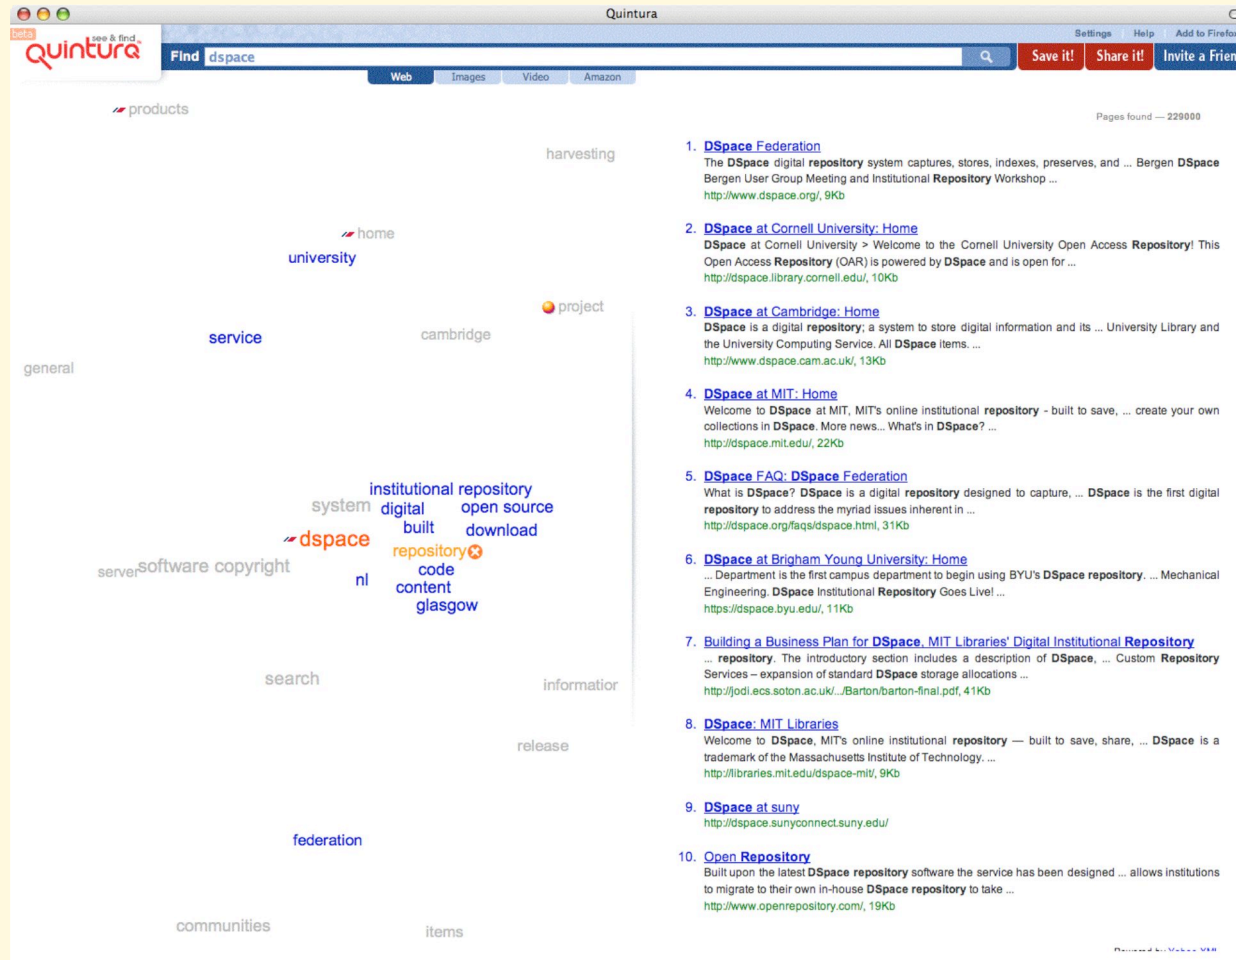 Quintura
beta
see & find
Quintura
Settings Help Add to Firefo
Find dspace
Save it! Share it! Invite a Frien
Web Images Video Amazon
products
harvesting
home
university
project
service
cambridge
general
institutional repository
system digital open source
built download
dspace
repository
server software copyright
code
nl
content
glasgow
search
informatior
release
federation
communities
items
Pages found — 229000
1. DSpace Federation
The DSpace digital repository system captures, stores, indexes, preserves, and ... Bergen DSpace
Bergen User Group Meeting and Institutional Repository Workshop ...
http://www.dspace.org/, 9Kb
2. DSpace at Cornell University: Home
DSpace at Cornell University > Welcome to the Cornell University Open Access Repository! This
Open Access Repository (OAR) is powered by DSpace and is open for ...
http://dspace.library.cornell.edu/, 10Kb
3. DSpace at Cambridge: Home
DSpace is a digital repository; a system to store digital information and its ... University Library and
the University Computing Service. All DSpace items. ...
http://www.dspace.cam.ac.uk/, 13Kb
4. DSpace at MIT: Home
Welcome to DSpace at MIT, MIT's online institutional repository - built to save, ... create your own
collections in DSpace. More news... What's in DSpace? ...
http://dspace.mit.edu/, 22Kb
5. DSpace FAQ: DSpace Federation
What is DSpace? DSpace is a digital repository designed to capture, ... DSpace is the first digital
repository to address the myriad issues inherent in ...
http://dspace.org/faqs/dspace.html, 31Kb
6. DSpace at Brigham Young University: Home
... Department is the first campus department to begin using BYU's DSpace repository. ... Mechanical
Engineering. DSpace Institutional Repository Goes Live! ...
https://dspace.byu.edu/, 11Kb
7. Building a Business Plan for DSpace, MIT Libraries' Digital Institutional Repository
... repository. The introductory section includes a description of DSpace, ... Custom Repository
Services – expansion of standard DSpace storage allocations ...
http://jodi.ecs.soton.ac.uk/.../Barton/barton-final.pdf, 41Kb
8. DSpace: MIT Libraries
Welcome to DSpace, MIT's online institutional repository — built to save, share, ... DSpace is a
trademark of the Massachusetts Institute of Technology. ...
http://libraries.mit.edu/dspace-mit/, 9Kb
9. DSpace at suny
http://dspace.sunyconnect.suny.edu/
10. Open Repository
Built upon the latest DSpace repository software the service has been designed ... allows institutions
to migrate to their own in-house DSpace repository to take ...
http://www.openrepository.com/, 19Kb